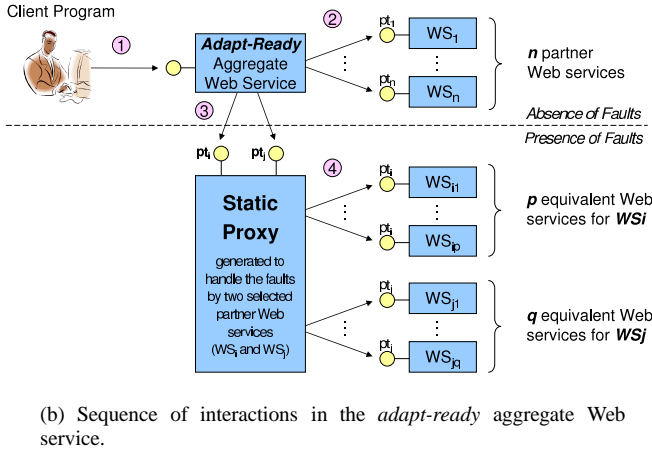 Client Program
1
2
3
4
Adapt-Ready
Aggregate
Web Service
pt1
WS1
⋮
⋮
ptn
WSn
n partner
Web services
Absence of Faults
Presence of Faults
pti
ptj
Static
Proxy
generated to
handle the faults
by two selected
partner Web
services
(WSi and WSj)
pti
WSi1
⋮
⋮
pti
WSip
p equivalent Web
services for WSi
ptj
WSj1
⋮
⋮
ptj
WSjq
q equivalent Web
services for WSj
(b) Sequence of interactions in the adapt-ready aggregate Web
service.